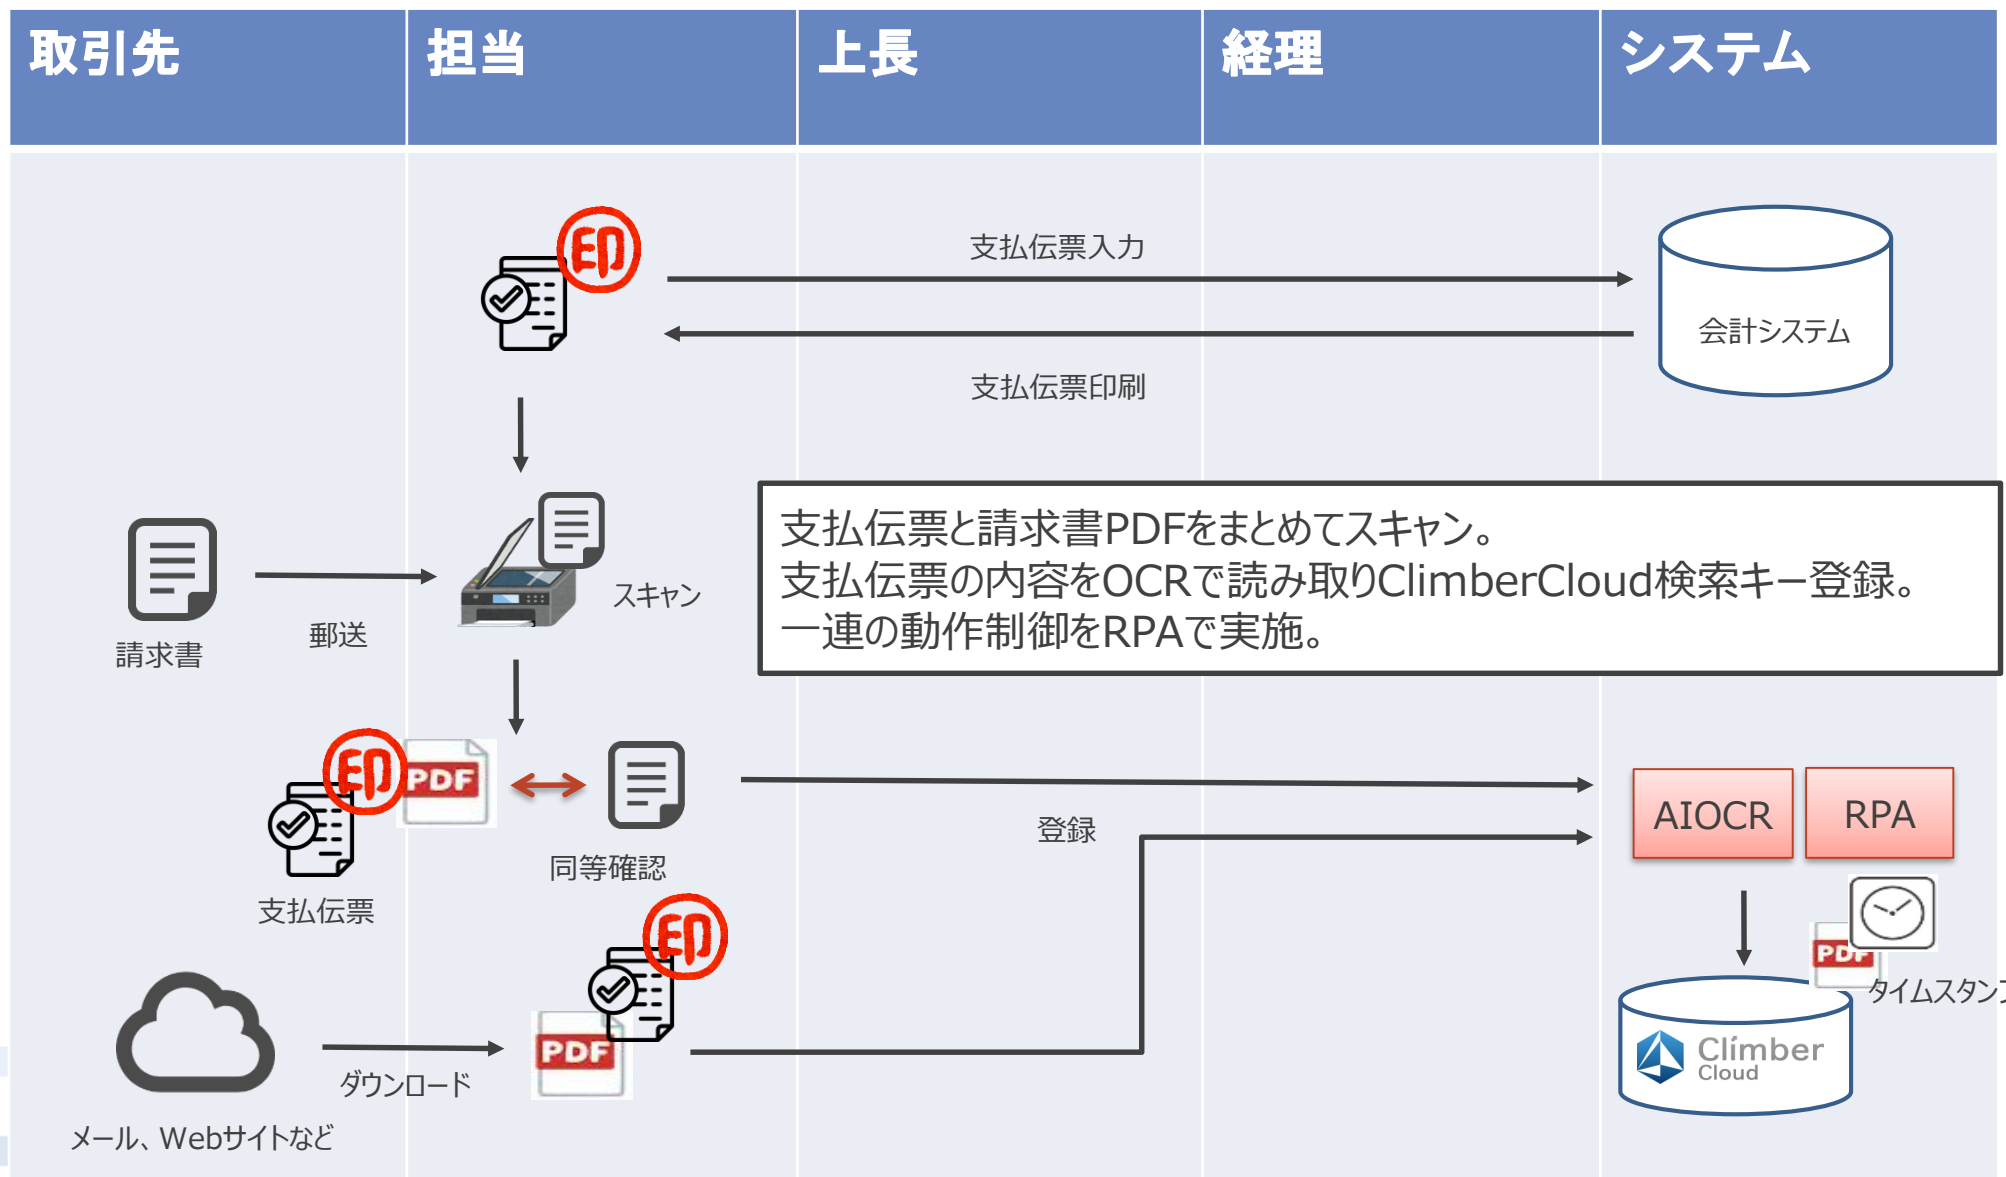 取引先
担当
上長
経理
システム
印
支払伝票入力
会計システム
支払伝票印刷
支払伝票と請求書PDFをまとめてスキャン。
支払伝票の内容をOCRで読み取りClimberCloud検索キー登録。
一連の動作制御をRPAで実施。
スキャン
郵送
請求書
印
PDF
同等確認
支払伝票
登録
AIOCR
RPA
印
PDF
タイムスタンプ
PDF
Climber
Cloud
ダウンロード
メール、Webサイトなど